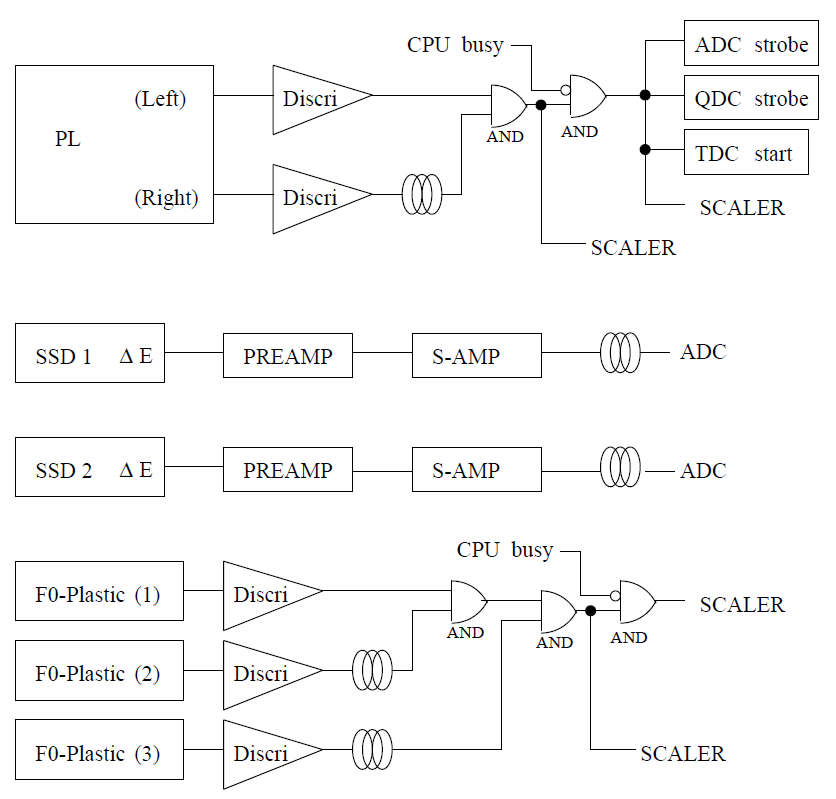 CPU busy
ADC strobe
(Left)
Discri
QDC strobe
PL
AND
AND
TDC start
(Right)
Discri
SCALER
SCALER
SSD 1 Δ E
PREAMP
S-AMP
ADC
SSD 2 Δ E
PREAMP
S-AMP
ADC
CPU busy
F0-Plastic (1)
Discri
SCALER
AND
AND
AND
F0-Plastic (2)
Discri
F0-Plastic (3)
Discri
SCALER